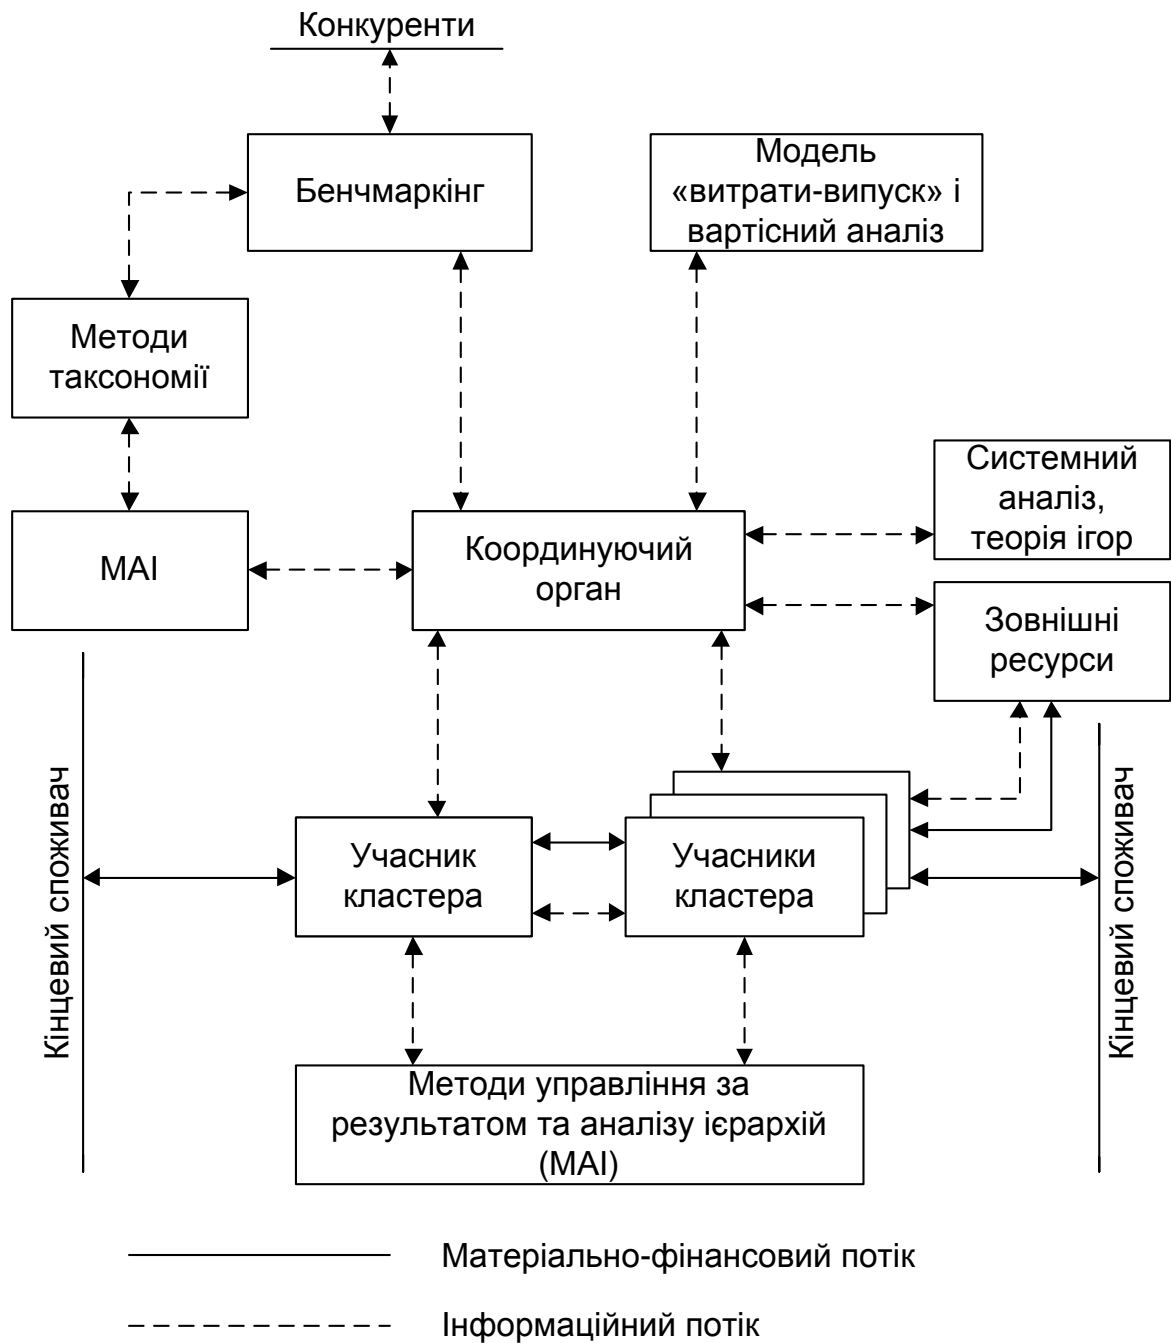 Конкуренти
Бенчмаркінг
Модель
«витрати-випуск» і
вартісний аналіз
Методи
таксономії
МАІ
Координуючий
орган
Системний
аналіз,
теорія ігор
Зовнішні
ресурси
Кінцевий споживач
Учасник
кластера
Учасники
кластера
Кінцевий споживач
Методи управління за
результатом та аналізу ієрархій
(МАІ)
Матеріально-фінансовий потік
Інформаційний потік